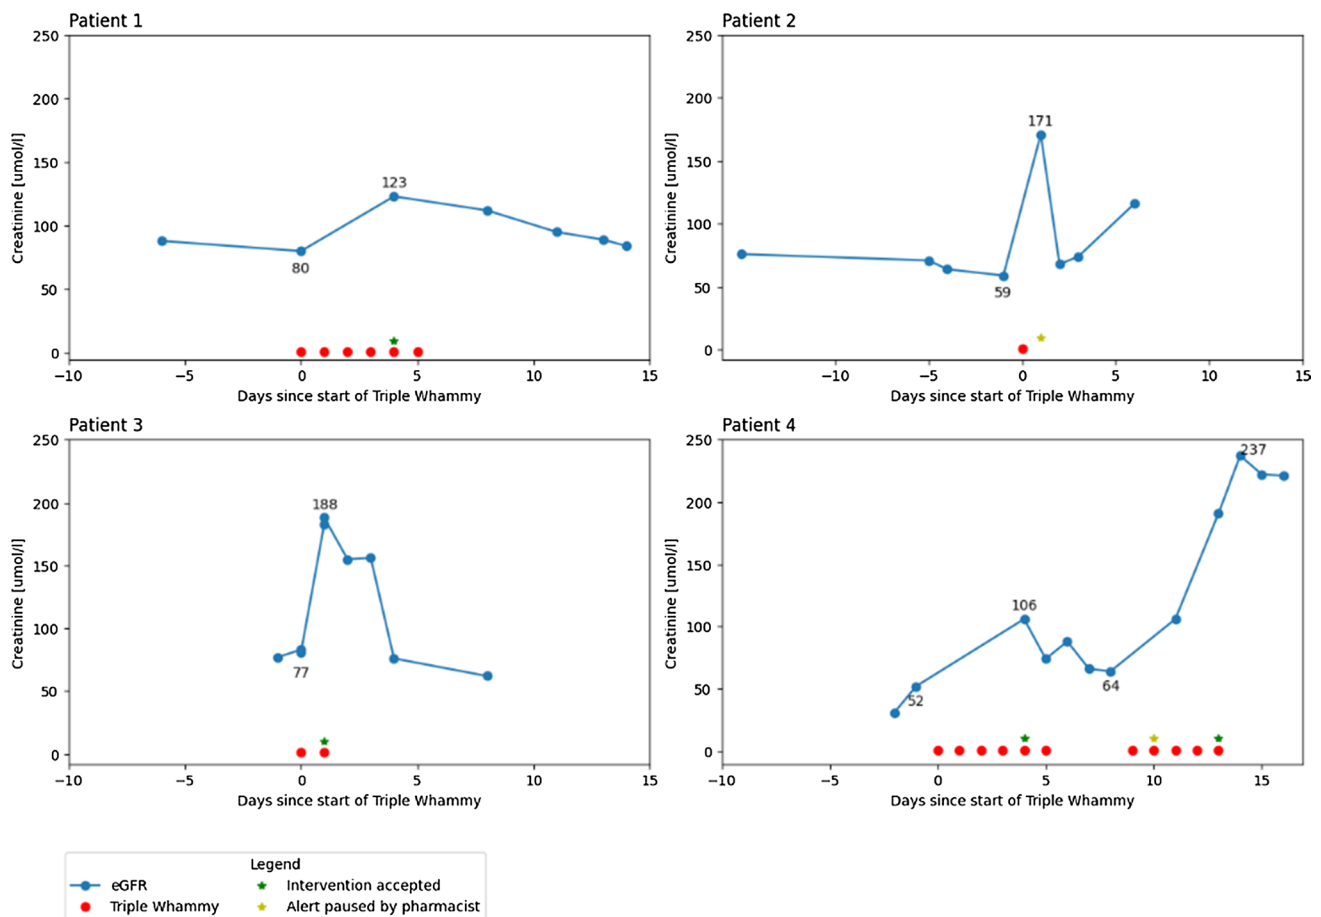 Patient 1
250
200
150
100
50
0
Creatinine [umol/l]
123
80
−10 −5 0 5 10 15
Days since start of Triple Whammy
Patient 2
250
200
150
100
50
0
Creatinine [umol/l]
171
59
−10 −5 0 5 10 15
Days since start of Triple Whammy
Patient 3
250
200
150
100
50
0
Creatinine [umol/l]
188
77
−10 −5 0 5 10 15
Days since start of Triple Whammy
Patient 4
250
200
150
100
50
0
Creatinine [umol/l]
237
106
52
64
−10 −5 0 5 10 15
Days since start of Triple Whammy
Legend
eGFR
Triple Whammy
Intervention accepted
Alert paused by pharmacist